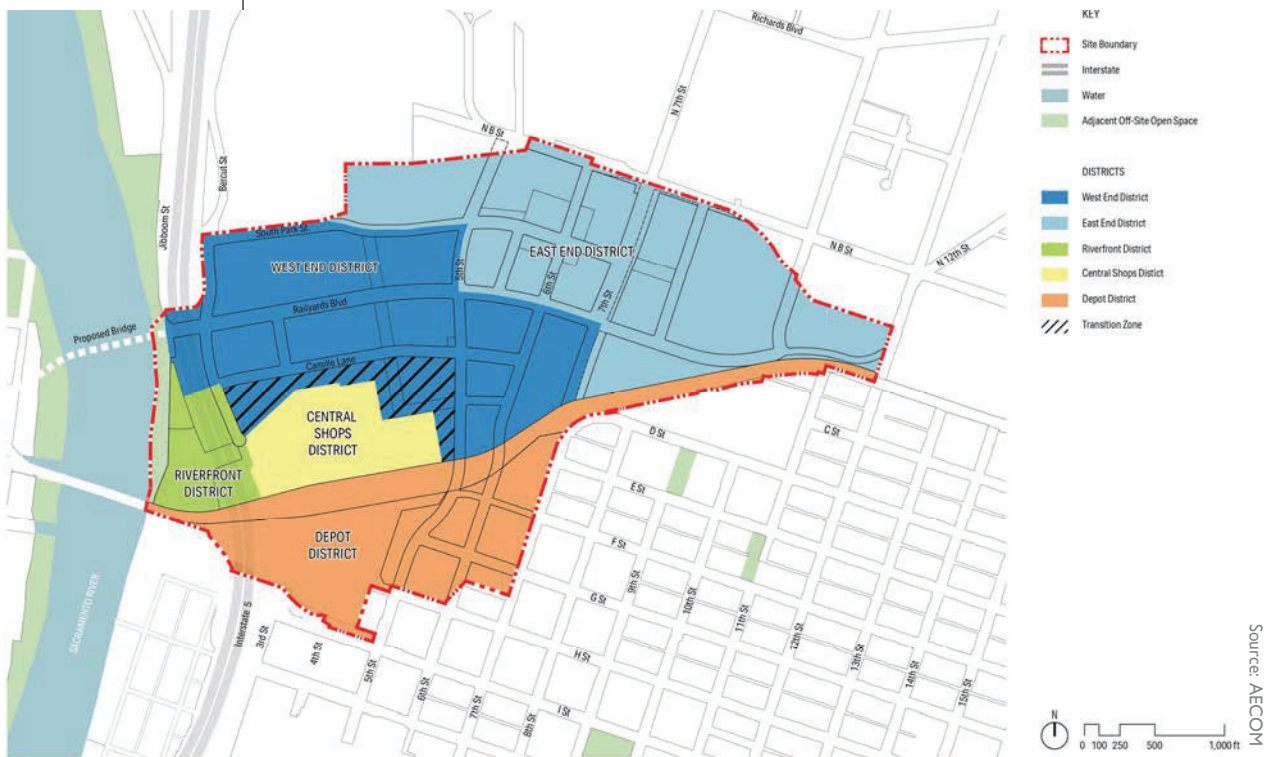 KEY
Site Boundary
Interstate
Water
Adjacent Off-Site Open Space
DISTRICTS
West End District
East End District
Riverfront District
Central Shops Distict
Depot District
Transition Zone
Richards Blvd
N 7th St
N B St
Bercut St
Jibboom St
South Park St
WEST END DISTRICT
5th St
EAST END DISTRICT
6th St
7th St
N B St
N 12th St
Railyards Blvd
Proposed Bridge
Camille Lane
CENTRAL
SHOPS
DISTRICT
RIVERFRONT
DISTRICT
DEPOT
DISTRICT
C St
D St
E St
F St
G St
H St
I St
SACRAMENTO RIVER
Interstate 5
3rd St
4th St
5th St
6th St
7th St
8th St
9th St
10th St
11th St
12th St
13th St
14th St
15th St
N
0 100 250 500 1,000 ft
Source: AECOM